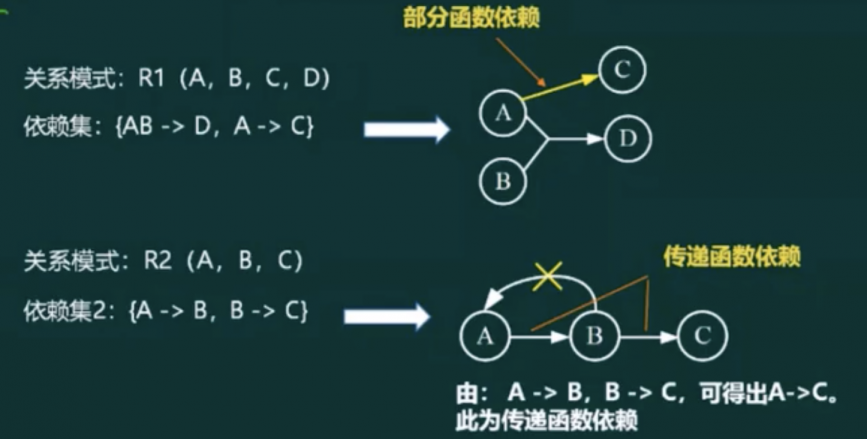 部分函数依赖
关系模式：R1（A，B，C，D）
依赖集：{AB -> D，A -> C}
C
A
D
B
关系模式：R2（A，B，C）
传递函数依赖
依赖集2：{A -> B，B -> C}
A
B
C
由： A -> B，B -> C，可得出A->C。
此为传递函数依赖